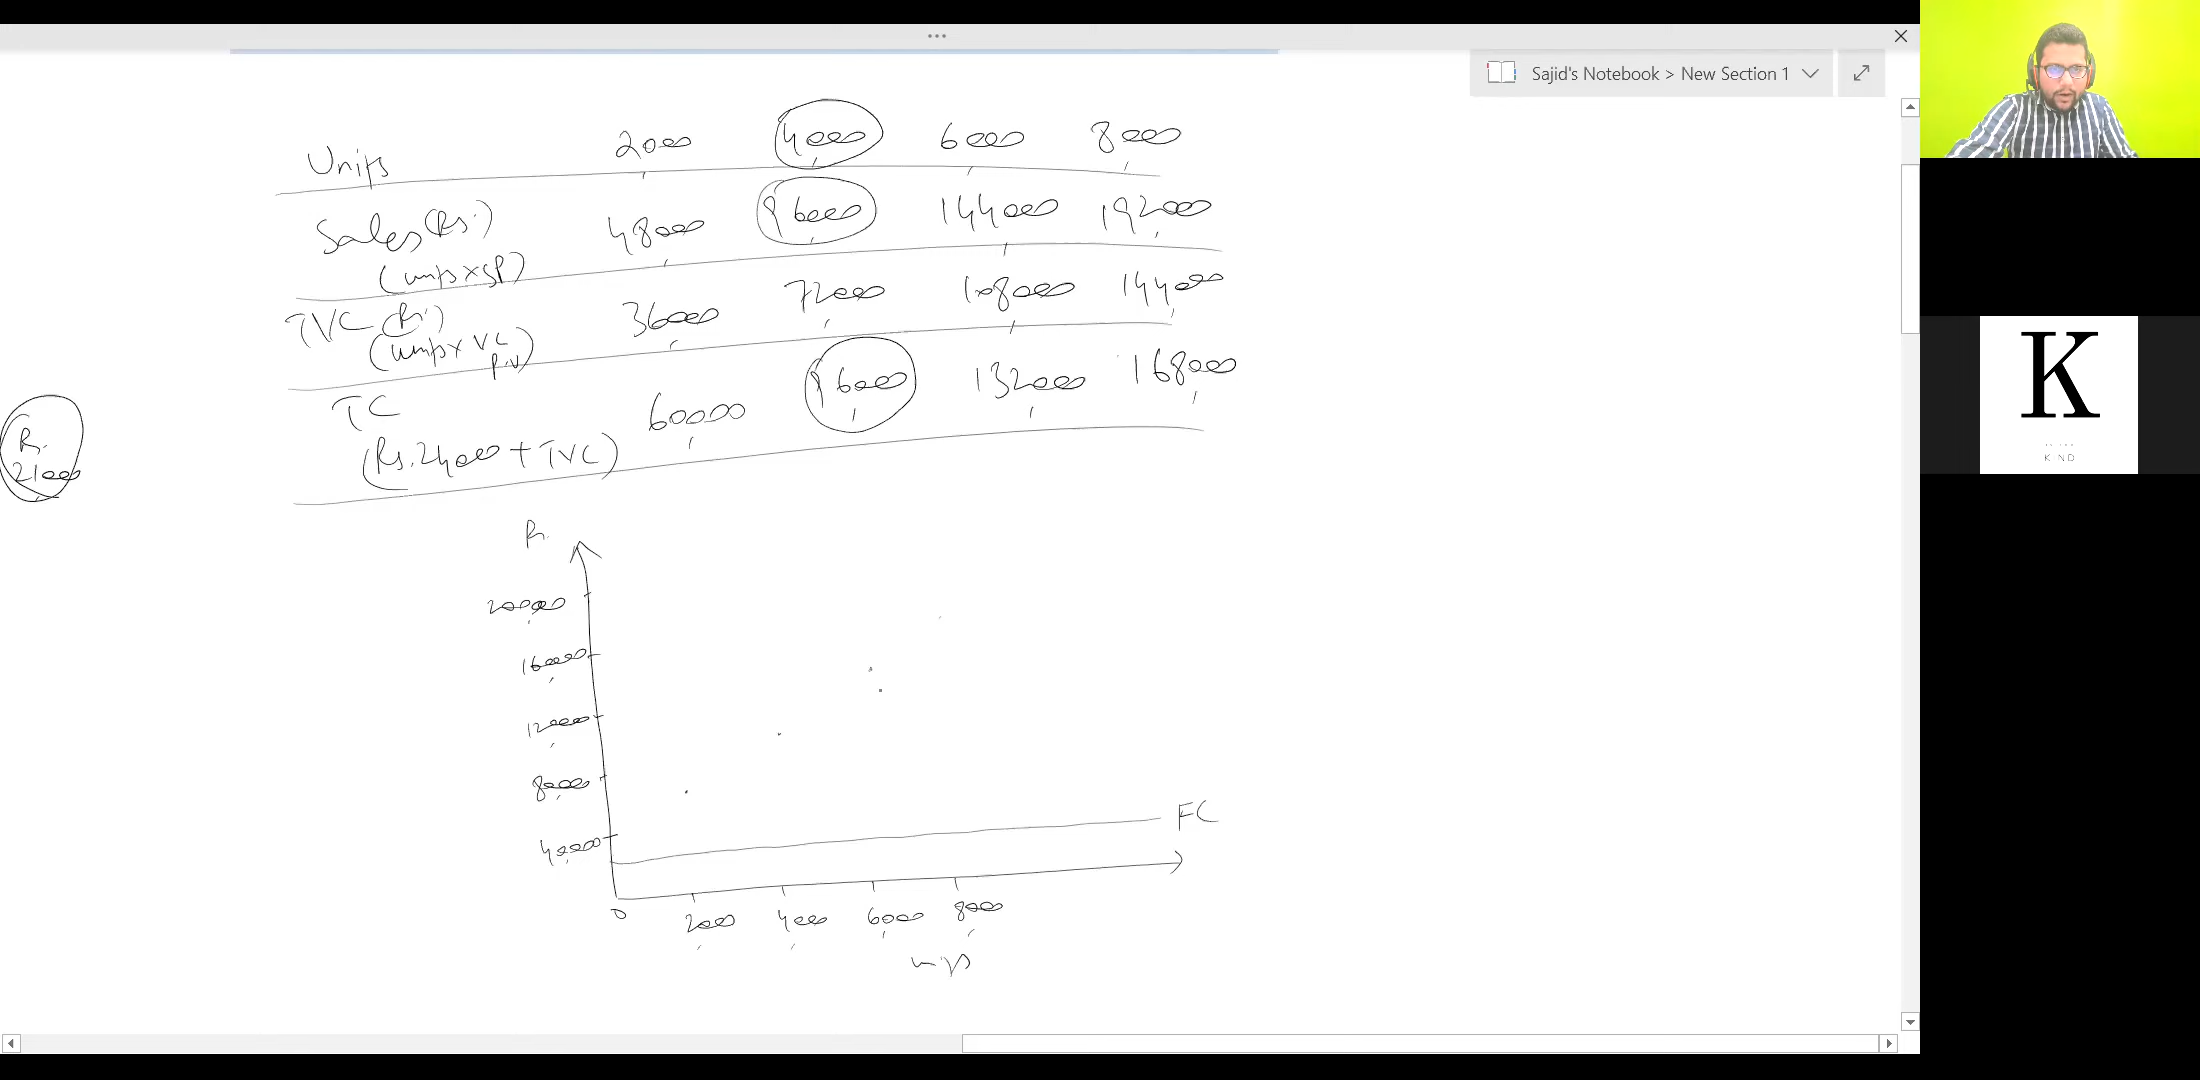 Sajid's Notebook > New Section 1
Units 2000 4000 6000 8000
Sales (Rs.) 48000 96000 144000 192000
(units x SP)
TVC (Rs.) 36000 72000 108000 144000
(units x VC
p.u)
TC 60000 96000 132000 168000
(Rs. 24000 + TVC)
Rs.
21000
K
KIND
Rs.
200000
160000
120000
80000
40000
FC
0 2000 4000 6000 8000
units